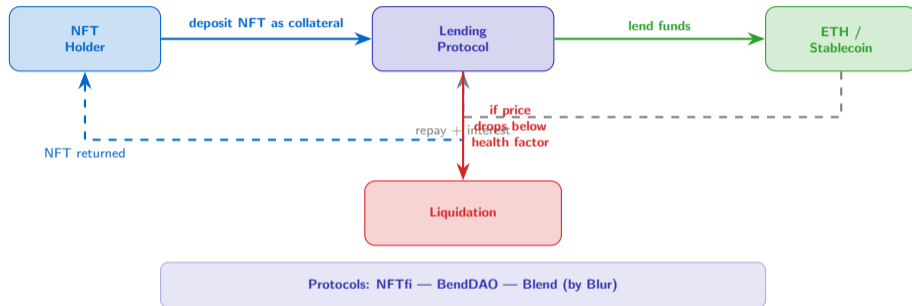 NFT
Holder
deposit NFT as collateral
Lending
Protocol
lend funds
ETH /
Stablecoin
if price
drops below
health factor
repay + interest
NFT returned
Liquidation
Protocols: NFTfi — BendDAO — Blend (by Blur)